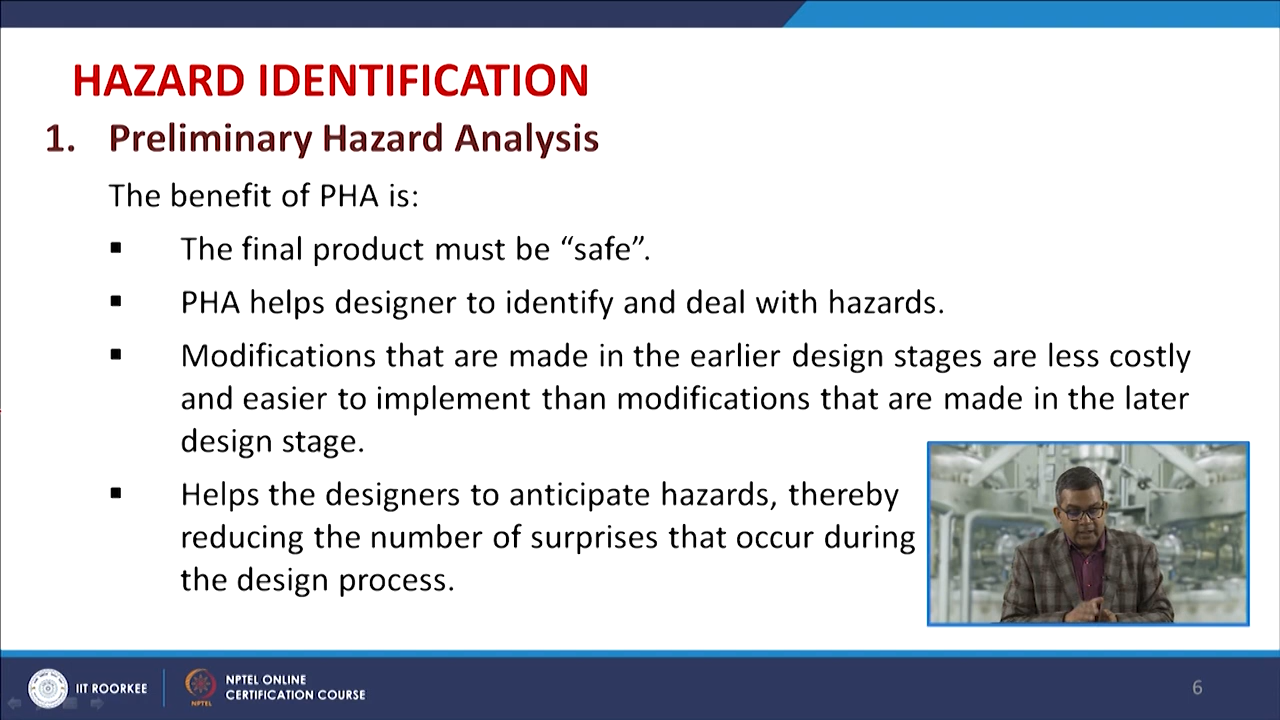 HAZARD IDENTIFICATION
1. Preliminary Hazard Analysis
The benefit of PHA is:
▪ The final product must be “safe”.
▪ PHA helps designer to identify and deal with hazards.
▪ Modifications that are made in the earlier design stages are less costly
and easier to implement than modifications that are made in the later
design stage.
▪ Helps the designers to anticipate hazards, thereby
reducing the number of surprises that occur during
the design process.
IIT ROORKEE
NPTEL
NPTEL ONLINE
CERTIFICATION COURSE
6